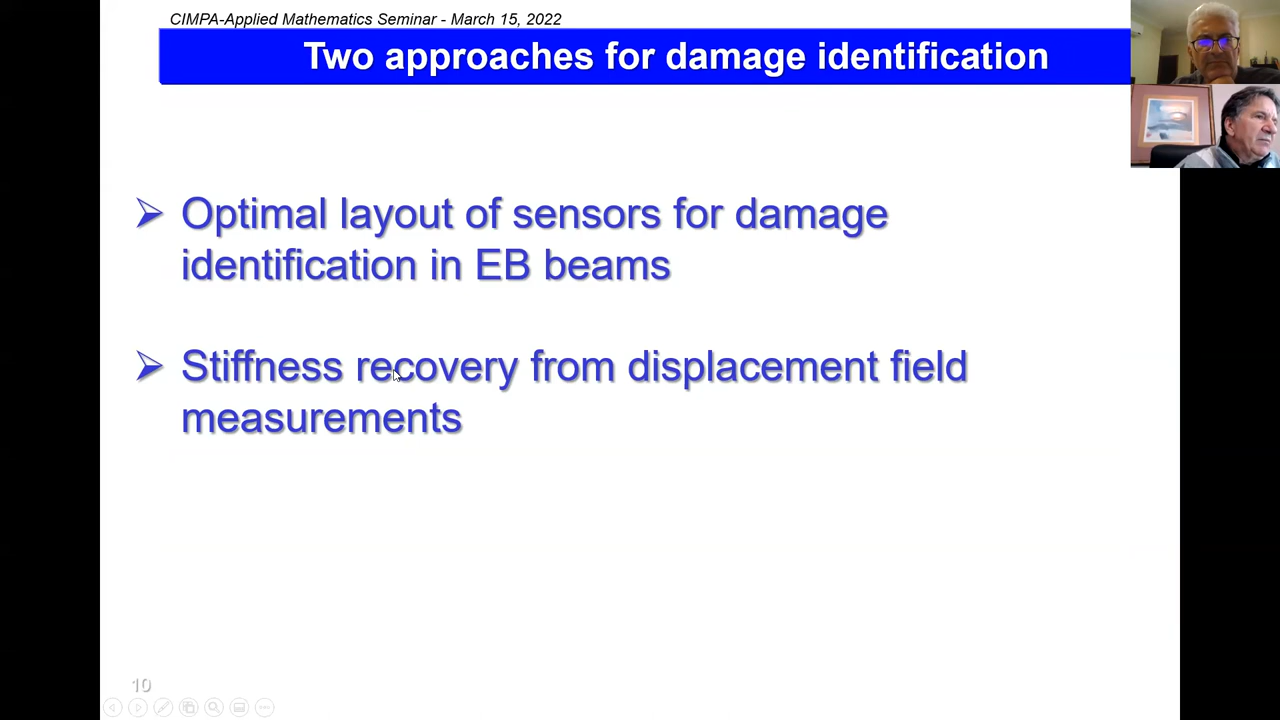 CIMPA-Applied Mathematics Seminar - March 15, 2022
Two approaches for damage identification
Optimal layout of sensors for damage
identification in EB beams
Stiffness recovery from displacement field
measurements
10